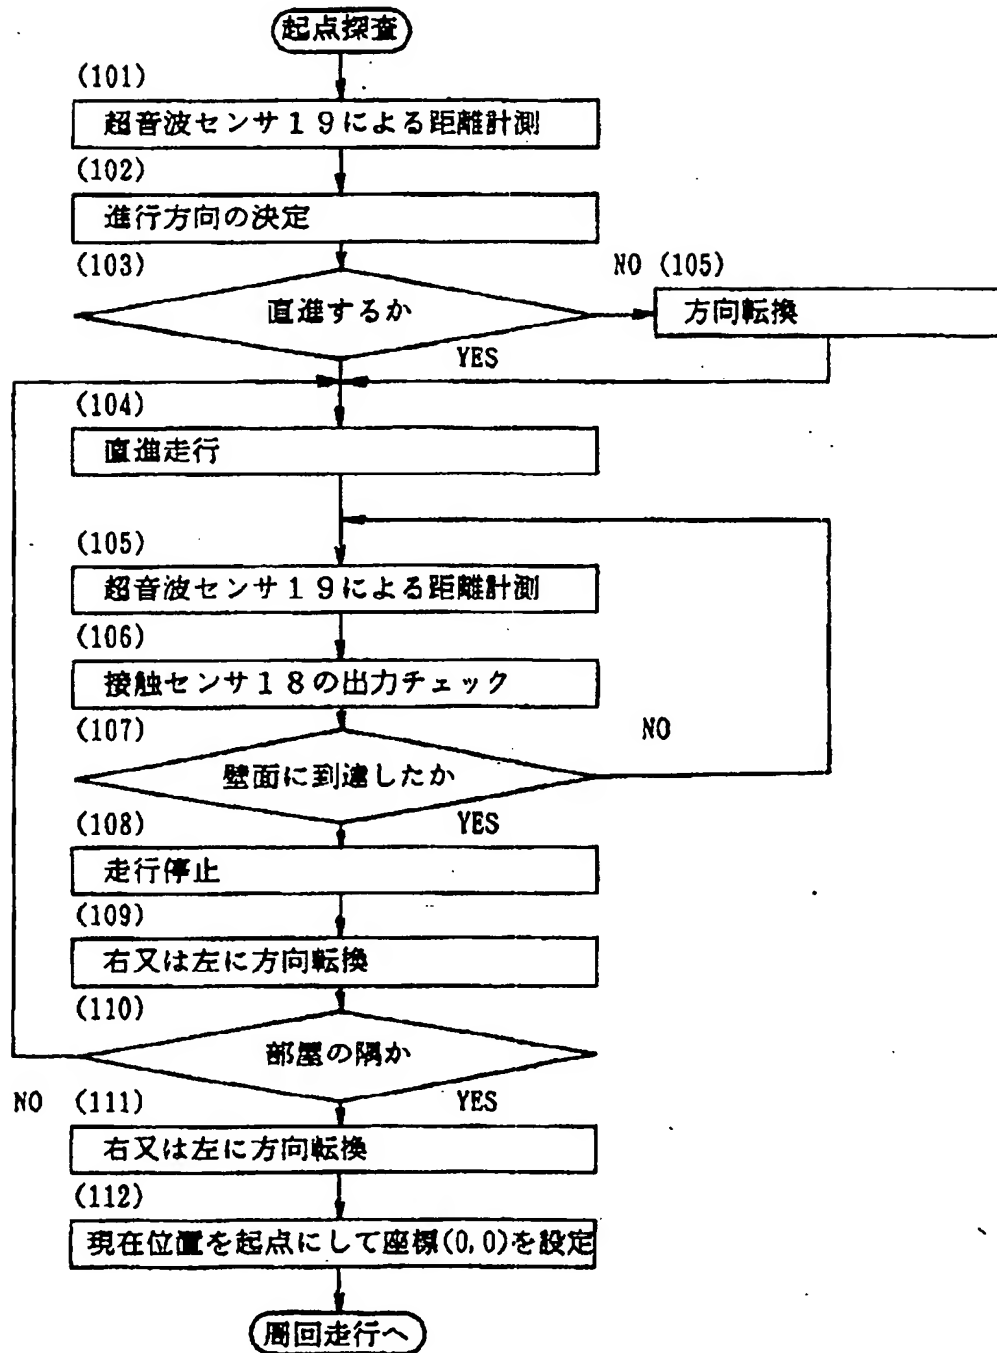 起点探査
(101)
超音波センサ19による距離計測
(102)
進行方向の決定
(103)
NO (105)
直進するか
方向転換
YES
(104)
直進走行
(105)
超音波センサ19による距離計測
(106)
接触センサ18の出力チェック
(107)
NO
壁面に到達したか
(108)
YES
走行停止
(109)
右又は左に方向転換
(110)
部屋の隅か
NO (111)
YES
右又は左に方向転換
(112)
現在位置を起点にして座標(0,0)を設定
周回走行へ